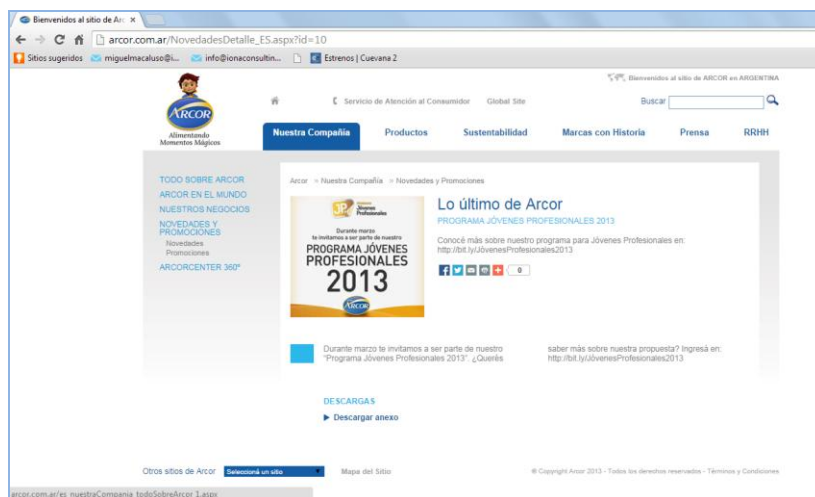 Bienvenidos al sitio de Arc
arcor.com.ar/NovedadesDetalle_ES.aspx?id=10
Sitios sugeridos miguelmacaluso@i... info@ionaconsultin... Estrenos | Cuevana 2
Bienvenidos al sitio de ARCOR en ARGENTINA
Servicio de Atención al Consumidor Global Site Buscar
ARCOR
Alimentando
Momentos Mágicos
Nuestra Compañía Productos Sustentabilidad Marcas con Historia Prensa RRHH
TODO SOBRE ARCOR
ARCOR EN EL MUNDO
NUESTROS NEGOCIOS
NOVEDADES Y
PROMOCIONES
Novedades
Promociones
ARCORCENTER 360º
Arcor » Nuestra Compañía » Novedades y Promociones
JP Jóvenes
Profesionales
Durante marzo
te invitamos a ser parte de nuestro
PROGRAMA JÓVENES
PROFESIONALES
2013
ARCOR
Lo último de Arcor
PROGRAMA JÓVENES PROFESIONALES 2013
Conocé más sobre nuestro programa para Jóvenes Profesionales en:
http://bit.ly/JóvenesProfesionales2013
0
Durante marzo te invitamos a ser parte de nuestro
"Programa Jóvenes Profesionales 2013". ¿Querés
saber más sobre nuestra propuesta? Ingresá en:
http://bit.ly/JóvenesProfesionales2013
DESCARGAS
Descargar anexo
Otros sitios de Arcor Seleccioná un sitio Mapa del Sitio © Copyright Arcor 2013 - Todos los derechos reservados - Términos y Condiciones
arcor.com.ar/es_nuestraCompania_todoSobreArcor_1.aspx